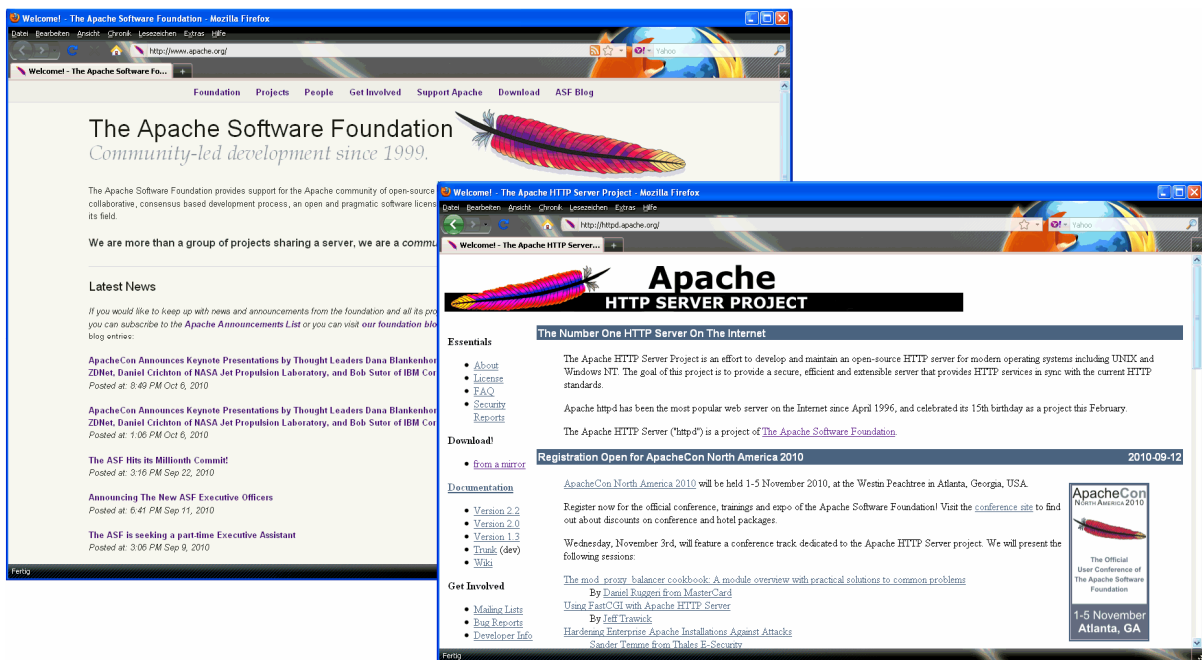 Welcome! - The Apache Software Foundation - Mozilla Firefox
Datei Bearbeiten Ansicht Chronik Lesezeichen Extras Hilfe
http://www.apache.org/
Yahoo
Welcome! - The Apache Software Fo...
Foundation Projects People Get Involved Support Apache Download ASF Blog
The Apache Software Foundation
Community-led development since 1999.
The Apache Software Foundation provides support for the Apache community of open-source
collaborative, consensus based development process, an open and pragmatic software licens
its field.
We are more than a group of projects sharing a server, we are a commu
Latest News
If you would like to keep up with news and announcements from the foundation and all its pro
you can subscribe to the Apache Announcements List or you can visit our foundation blo
blog entries:
ApacheCon Announces Keynote Presentations by Thought Leaders Dana Blankenhor
ZDNet, Daniel Crichton of NASA Jet Propulsion Laboratory, and Bob Sutor of IBM Cor
Posted at: 8:49 PM Oct 6, 2010
ApacheCon Announces Keynote Presentations by Thought Leaders Dana Blankenhor
ZDNet, Daniel Crichton of NASA Jet Propulsion Laboratory, and Bob Sutor of IBM Cor
Posted at: 1:06 PM Oct 6, 2010
The ASF Hits its Millionth Commit!
Posted at: 3:16 PM Sep 22, 2010
Announcing The New ASF Executive Officers
Posted at: 6:41 PM Sep 11, 2010
The ASF is seeking a part-time Executive Assistant
Posted at: 3:06 PM Sep 9, 2010
Fertig
Welcome! - The Apache HTTP Server Project - Mozilla Firefox
Datei Bearbeiten Ansicht Chronik Lesezeichen Extras Hilfe
http://httpd.apache.org/
Yahoo
Welcome! - The Apache HTTP Server...
Apache
HTTP SERVER PROJECT
Essentials
About
License
FAQ
Security
Reports
Download!
from a mirror
Documentation
Version 2.2
Version 2.0
Version 1.3
Trunk (dev)
Wiki
Get Involved
Mailing Lists
Bug Reports
Developer Info
The Number One HTTP Server On The Internet
The Apache HTTP Server Project is an effort to develop and maintain an open-source HTTP server for modern operating systems including UNIX and
Windows NT. The goal of this project is to provide a secure, efficient and extensible server that provides HTTP services in sync with the current HTTP
standards.
Apache httpd has been the most popular web server on the Internet since April 1996, and celebrated its 15th birthday as a project this February.
The Apache HTTP Server ("httpd") is a project of The Apache Software Foundation.
Registration Open for ApacheCon North America 2010 2010-09-12
ApacheCon North America 2010 will be held 1-5 November 2010, at the Westin Peachtree in Atlanta, Georgia, USA.
Register now for the official conference, trainings and expo of the Apache Software Foundation! Visit the conference site to find
out about discounts on conference and hotel packages.
Wednesday, November 3rd, will feature a conference track dedicated to the Apache HTTP Server project. We will present the
following sessions:
The mod_proxy_balancer cookbook: A module overview with practical solutions to common problems
By Daniel Ruggeri from MasterCard
Using FastCGI with Apache HTTP Server
By Jeff Trawick
Hardening Enterprise Apache Installations Against Attacks
Sander Temme from Thales E-Security
ApacheCon
NORTH AMERICA 2010
The Official
User Conference of
The Apache Software
Foundation
1-5 November
Atlanta, GA
Fertig